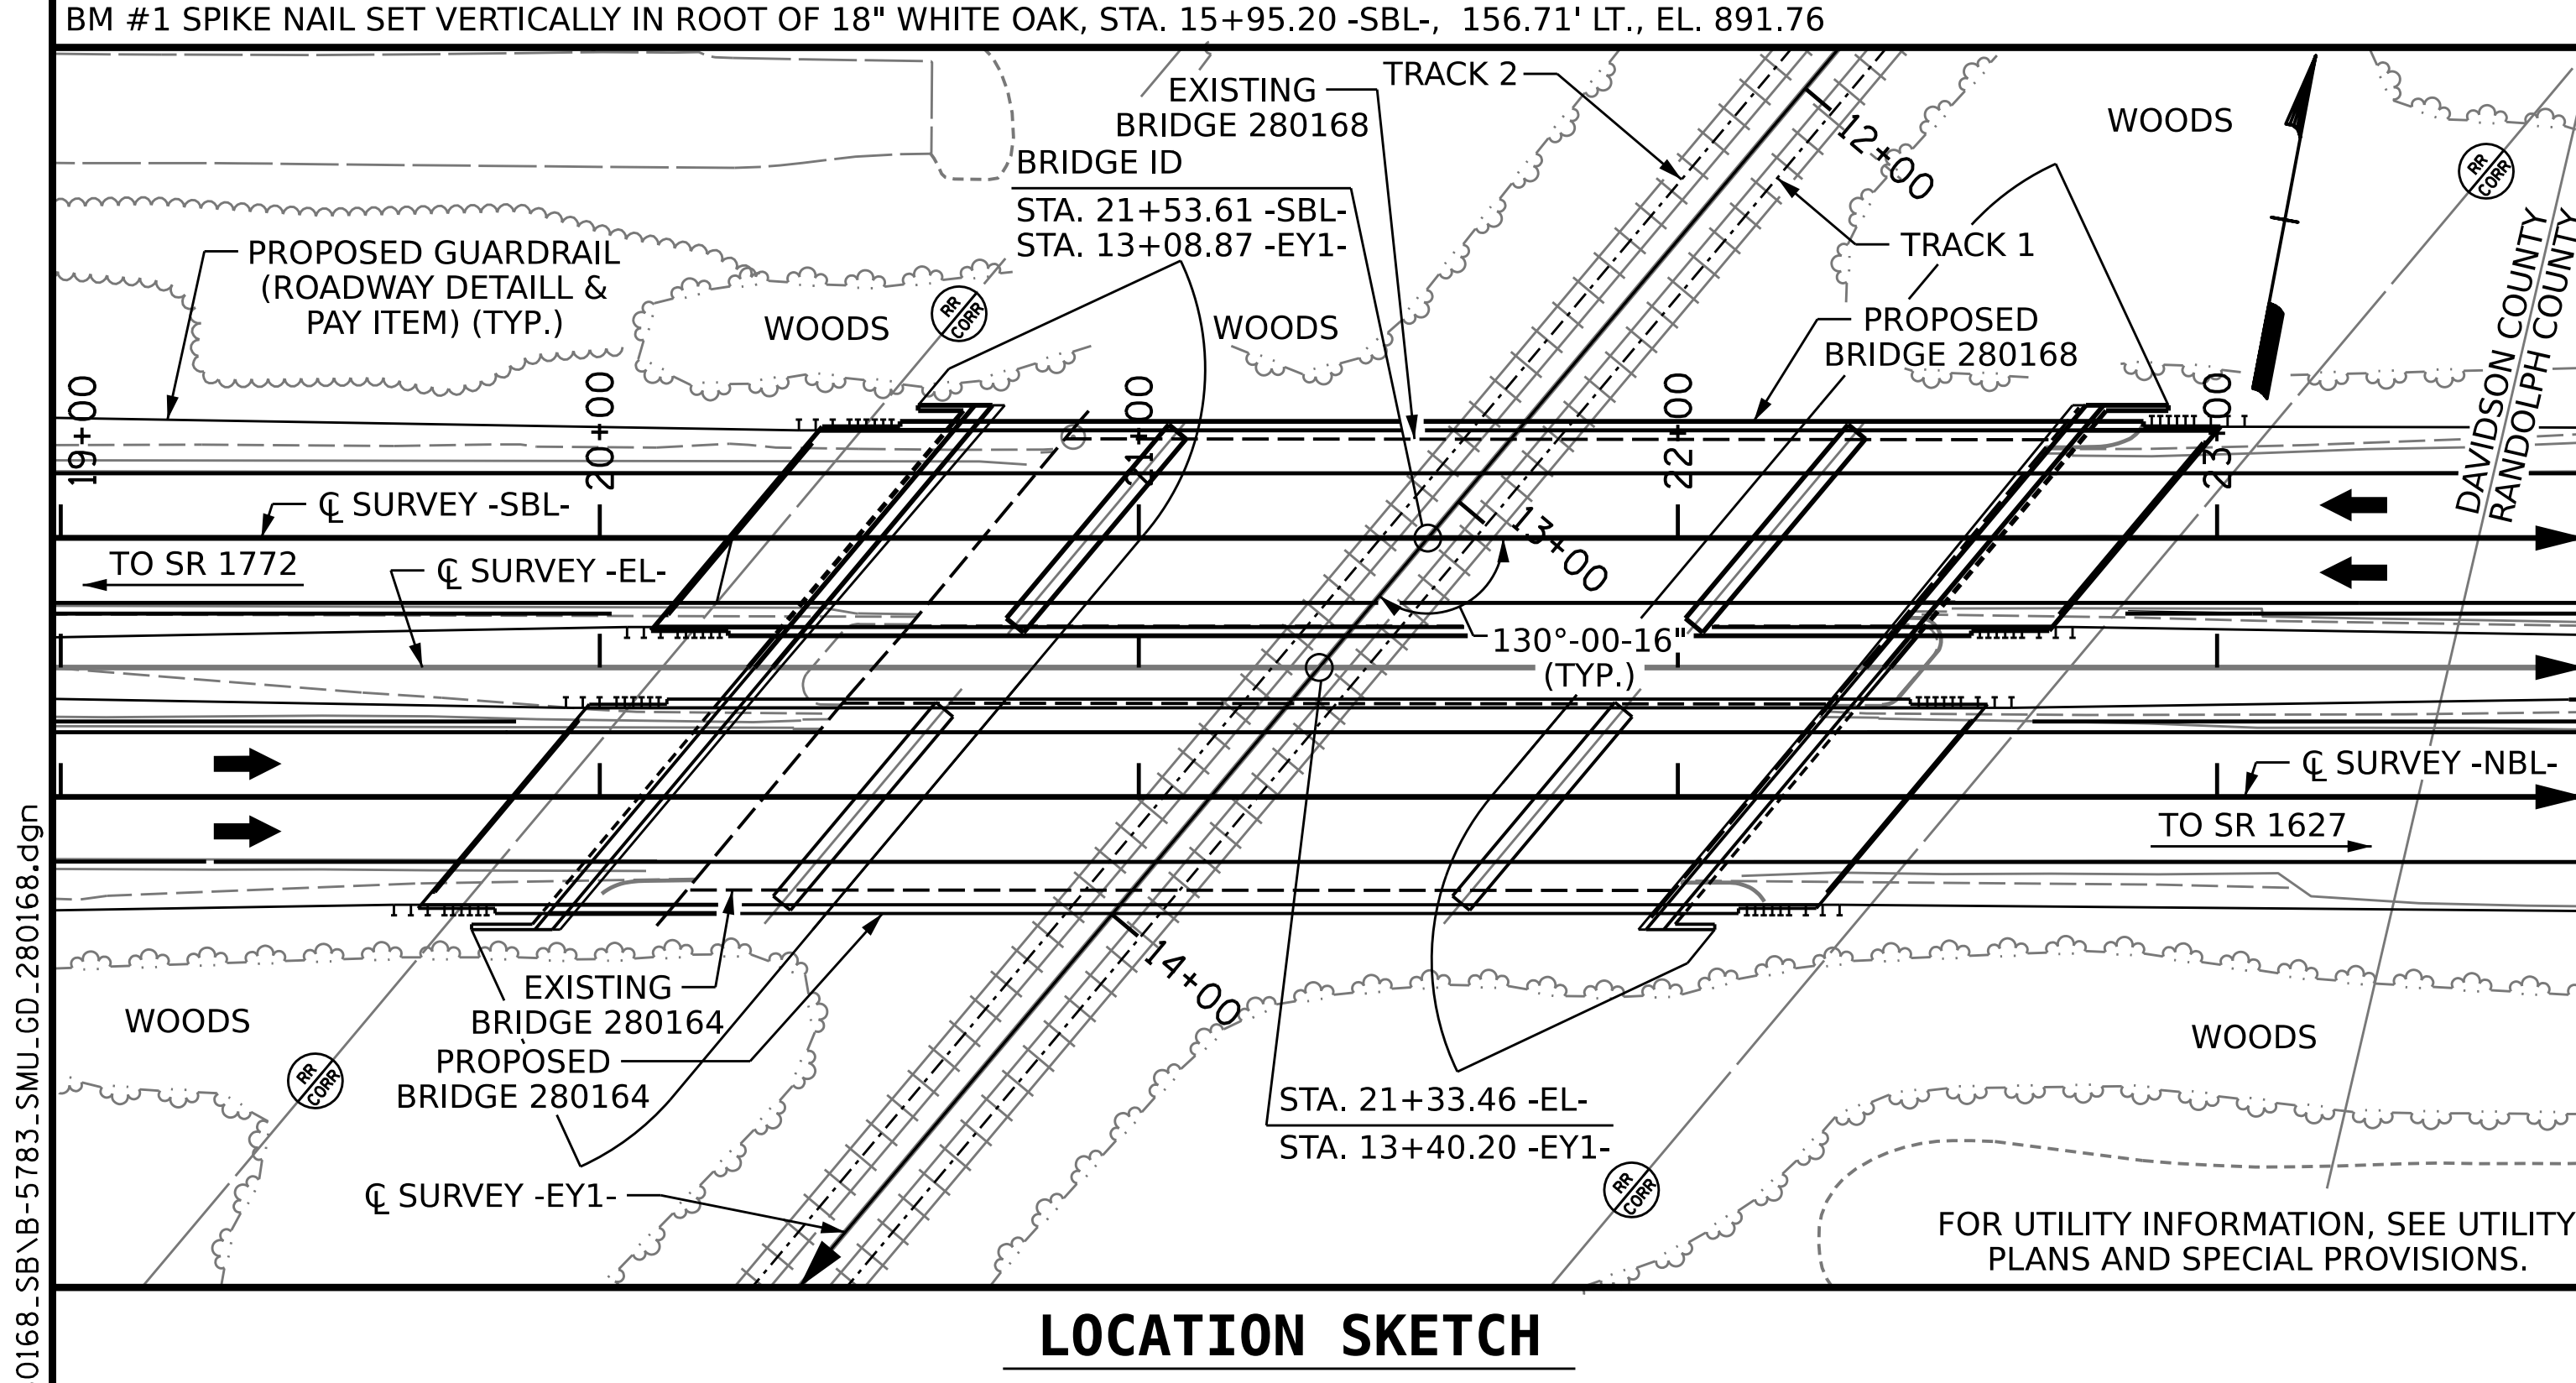 BM #1 SPIKE NAIL SET VERTICALLY IN ROOT OF 18" WHITE OAK, STA. 15+95.20 -SBL-, 156.71' LT., EL. 891.76
TRACK 2
EXISTING
BRIDGE 280168
BRIDGE ID
STA. 21+53.61 -SBL-
STA. 13+08.87 -EY1-
12+00
WOODS
RR
CORR
PROPOSED GUARDRAIL
(ROADWAY DETAILL &
PAY ITEM) (TYP.)
WOODS
RR
CORR
WOODS
TRACK 1
PROPOSED
BRIDGE 280168
DAVIDSON COUNTY
RANDOLPH COUNTY
19+00
20+00
21+00
22+00
23+00
℄ SURVEY -SBL-
13+00
TO SR 1772
℄ SURVEY -EL-
130°-00-16"
(TYP.)
℄ SURVEY -NBL-
TO SR 1627
14+00
EXISTING
BRIDGE 280164
WOODS
PROPOSED
BRIDGE 280164
RR
CORR
WOODS
STA. 21+33.46 -EL-
STA. 13+40.20 -EY1-
℄ SURVEY -EY1-
RR
CORR
FOR UTILITY INFORMATION, SEE UTILITY
PLANS AND SPECIAL PROVISIONS.
LOCATION SKETCH
0168_SB\B-5783_SMU_GD_280168.dgn